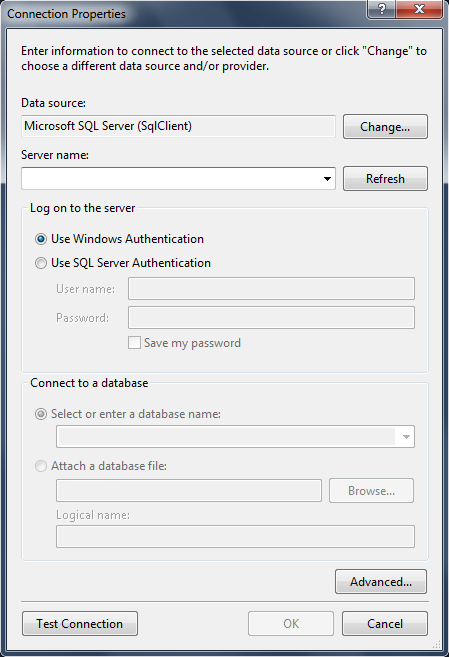 Connection Properties
Enter information to connect to the selected data source or click "Change" to
choose a different data source and/or provider.
Data source:
Microsoft SQL Server (SqlClient)
Change...
Server name:
Refresh
Log on to the server
Use Windows Authentication
Use SQL Server Authentication
User name:
Password:
Save my password
Connect to a database
Select or enter a database name:
Attach a database file:
Browse...
Logical name:
Advanced...
Test Connection
OK
Cancel